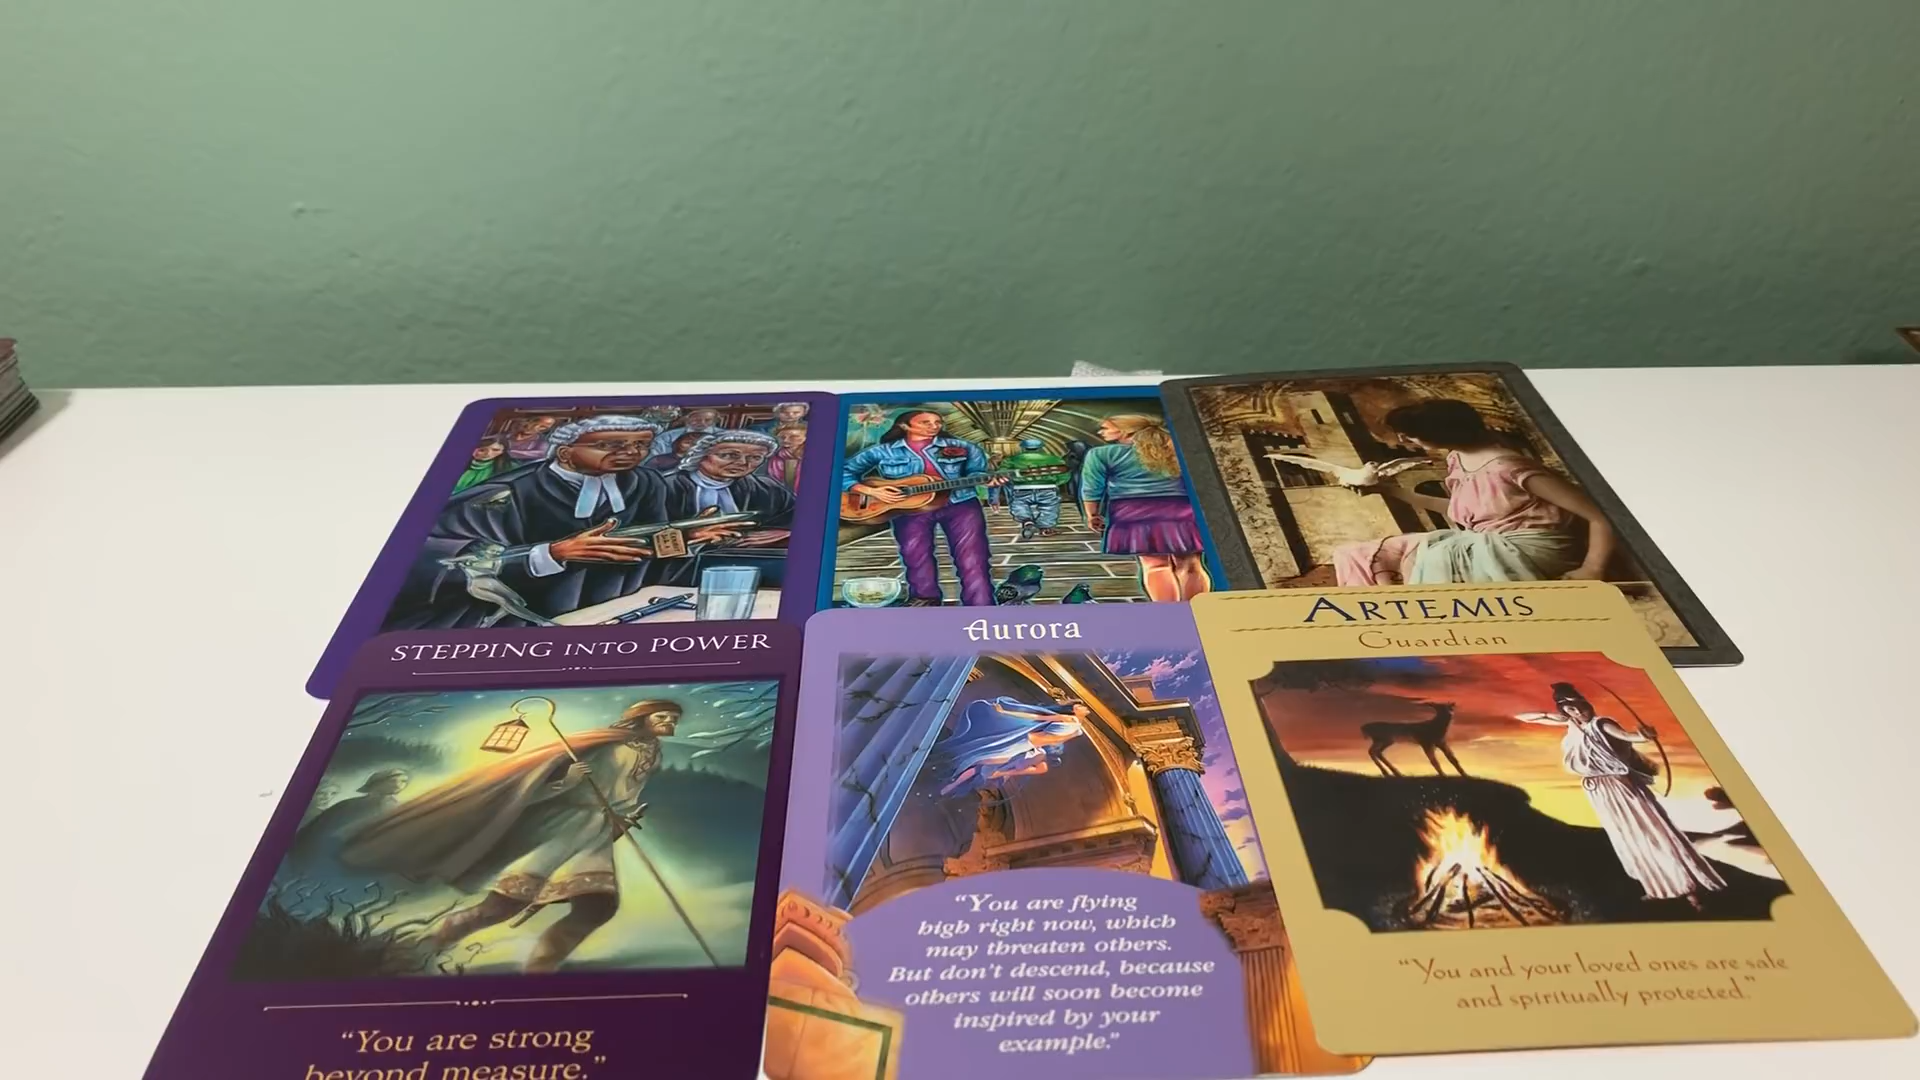 STEPPING INTO POWER
"You are strong
beyond measure."
Aurora
"You are flying
high right now, which
may threaten others.
But don't descend, because
others will soon become
inspired by your
example."
ARTEMIS
Guardian
"You and your loved ones are safe
and spiritually protected."